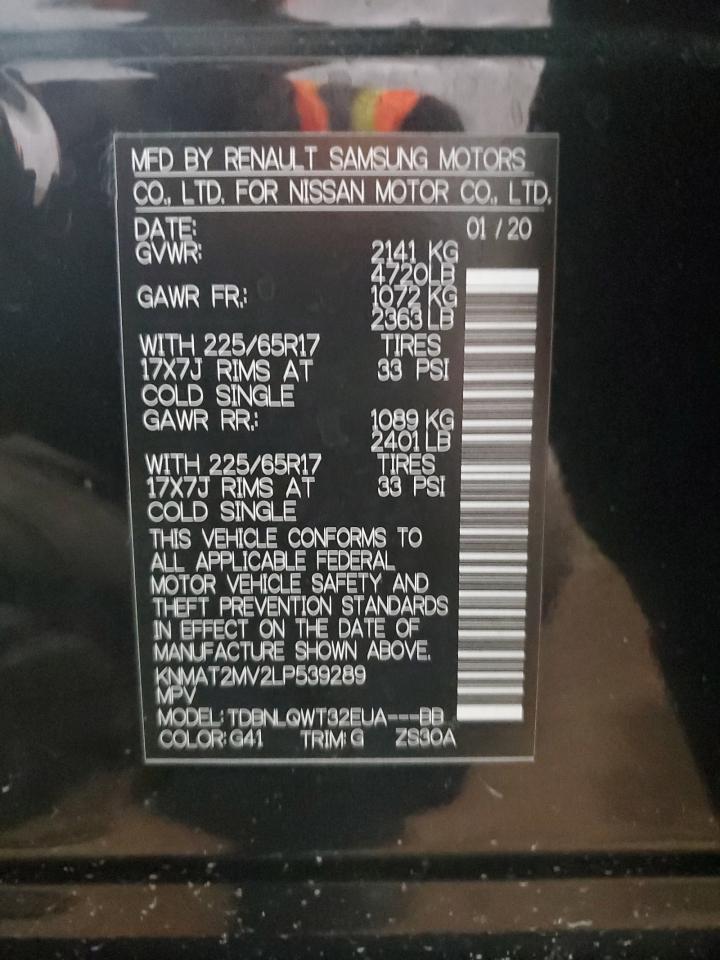 MFD BY RENAULT SAMSUNG MOTORS
CO., LTD. FOR NISSAN MOTOR CO., LTD.
DATE: 01 / 20
GVWR: 2141 KG
4720LB
GAWR FR,: 1072 KG
2363 LB
WITH 225/65R17 TIRES
17X7J RIMS AT 33 PSI
COLD SINGLE
GAWR RR,: 1089 KG
2401 LB
WITH 225/65R17 TIRES
17X7J RIMS AT 33 PSI
COLD SINGLE
THIS VEHICLE CONFORMS TO
ALL APPLICABLE FEDERAL
MOTOR VEHICLE SAFETY AND
THEFT PREVENTION STANDARDS
IN EFFECT ON THE DATE OF
MANUFACTURE SHOWN ABOVE.
KNMAT2MV2LP539289
MPV
MODEL: TDBNLQWT32EUA---BB
COLOR: G41 TRIM: G ZS30A